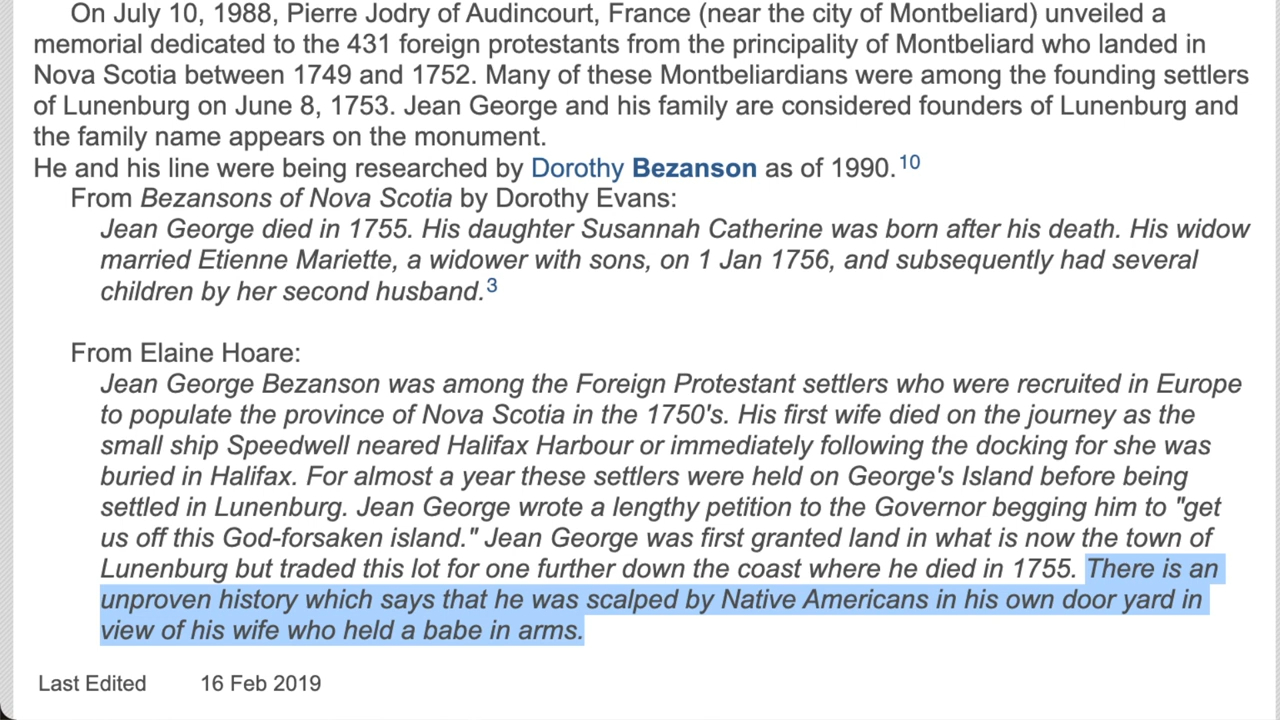 On July 10, 1988, Pierre Jodry of Audincourt, France (near the city of Montbeliard) unveiled a
memorial dedicated to the 431 foreign protestants from the principality of Montbeliard who landed in
Nova Scotia between 1749 and 1752. Many of these Montbeliardians were among the founding settlers
of Lunenburg on June 8, 1753. Jean George and his family are considered founders of Lunenburg and
the family name appears on the monument.
He and his line were being researched by Dorothy Bezanson as of 1990.10
From Bezansons of Nova Scotia by Dorothy Evans:
Jean George died in 1755. His daughter Susannah Catherine was born after his death. His widow
married Etienne Mariette, a widower with sons, on 1 Jan 1756, and subsequently had several
children by her second husband.3
From Elaine Hoare:
Jean George Bezanson was among the Foreign Protestant settlers who were recruited in Europe
to populate the province of Nova Scotia in the 1750's. His first wife died on the journey as the
small ship Speedwell neared Halifax Harbour or immediately following the docking for she was
buried in Halifax. For almost a year these settlers were held on George's Island before being
settled in Lunenburg. Jean George wrote a lengthy petition to the Governor begging him to "get
us off this God-forsaken island." Jean George was first granted land in what is now the town of
Lunenburg but traded this lot for one further down the coast where he died in 1755. There is an
unproven history which says that he was scalped by Native Americans in his own door yard in
view of his wife who held a babe in arms.
Last Edited 16 Feb 2019